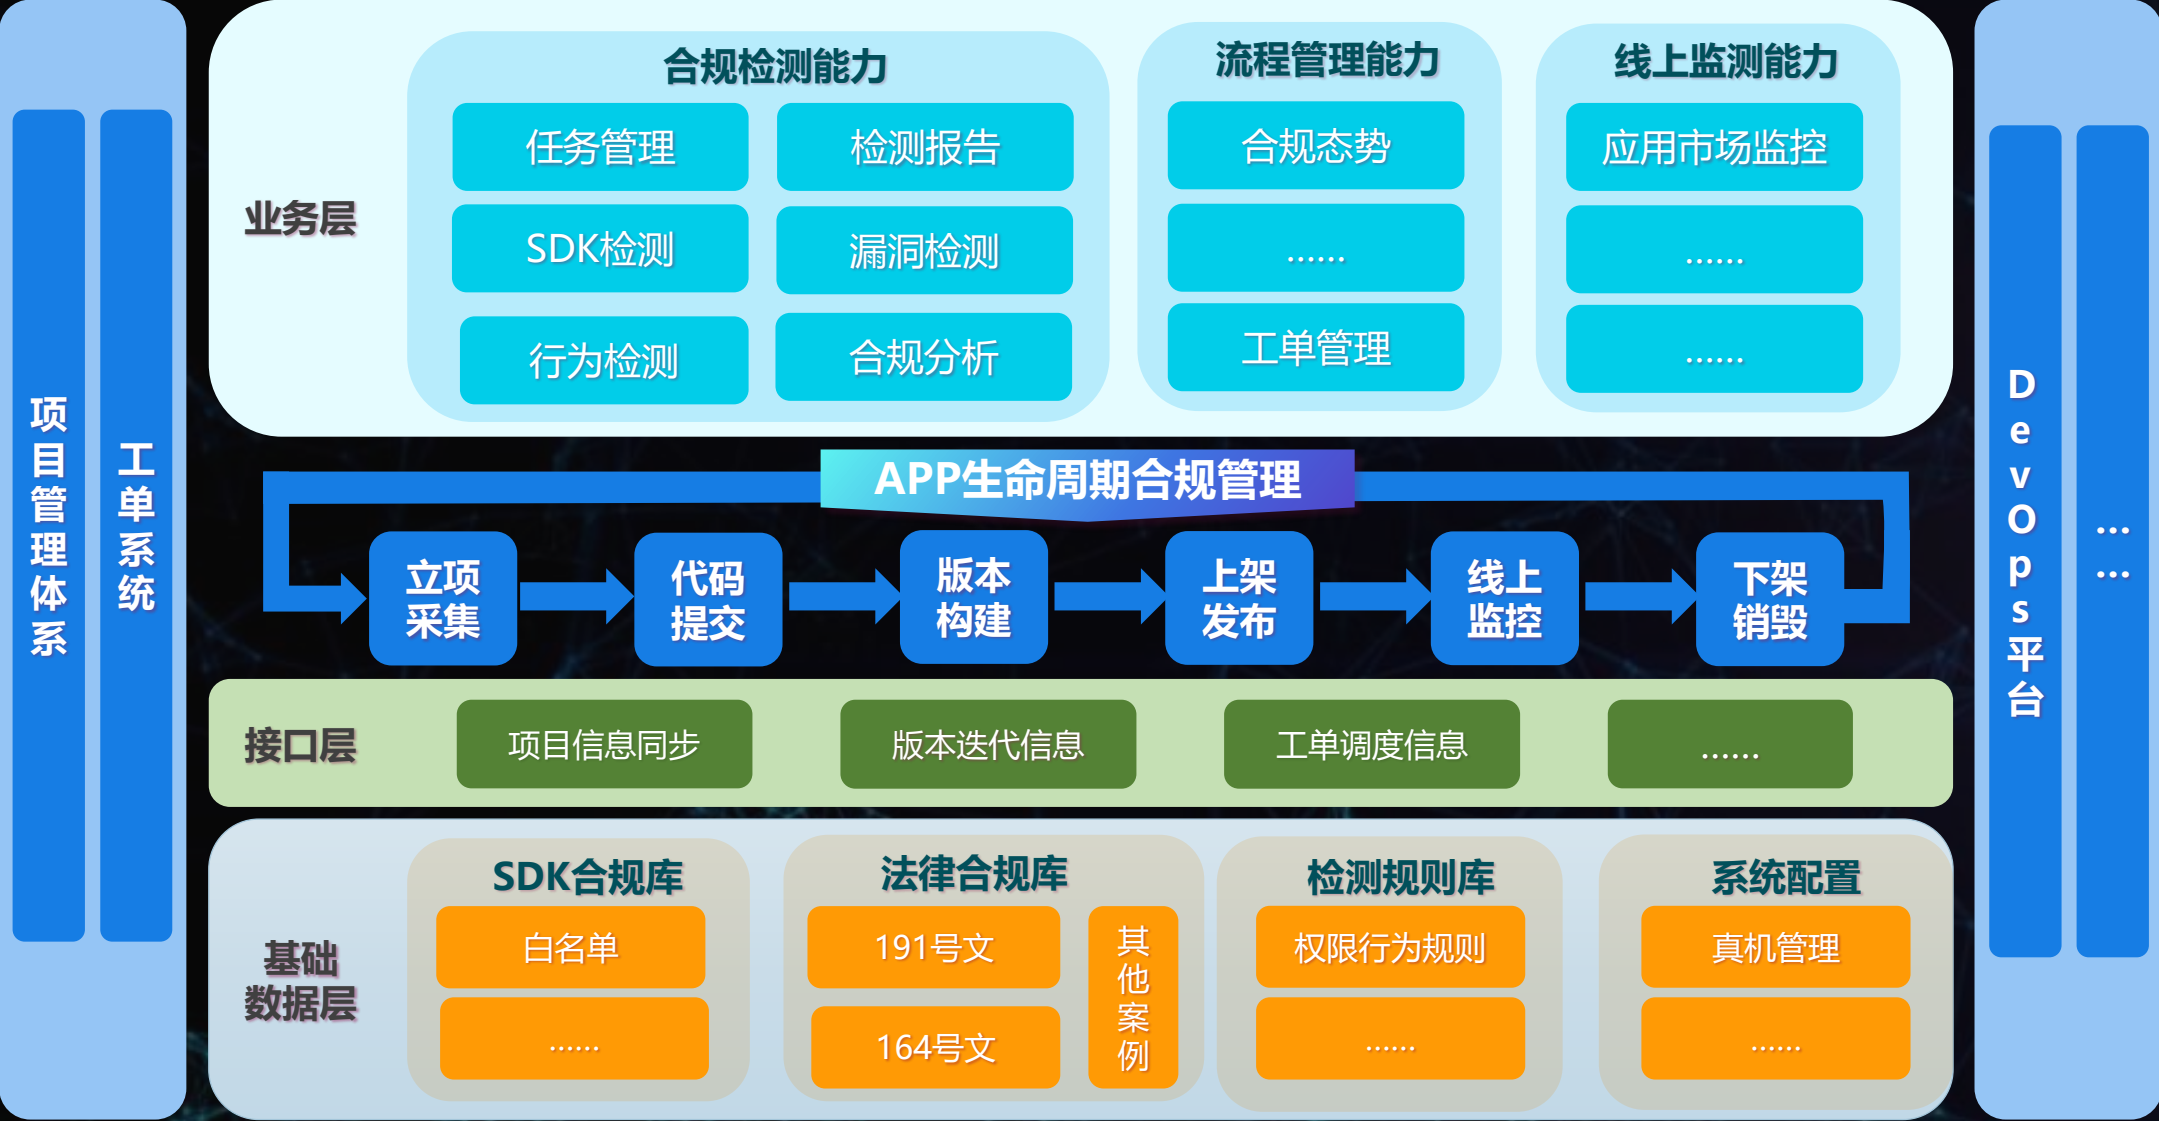 项目管理体系
工单系统
业务层
合规检测能力
任务管理
检测报告
SDK检测
漏洞检测
行为检测
合规分析
流程管理能力
合规态势
......
工单管理
线上监测能力
应用市场监控
......
......
APP生命周期合规管理
立项
采集
代码
提交
版本
构建
上架
发布
线上
监控
下架
销毁
接口层
项目信息同步
版本迭代信息
工单调度信息
......
基础
数据层
SDK合规库
白名单
......
法律合规库
191号文
164号文
其他案例
检测规则库
权限行为规则
......
系统配置
真机管理
......
DevOps平台
...
...